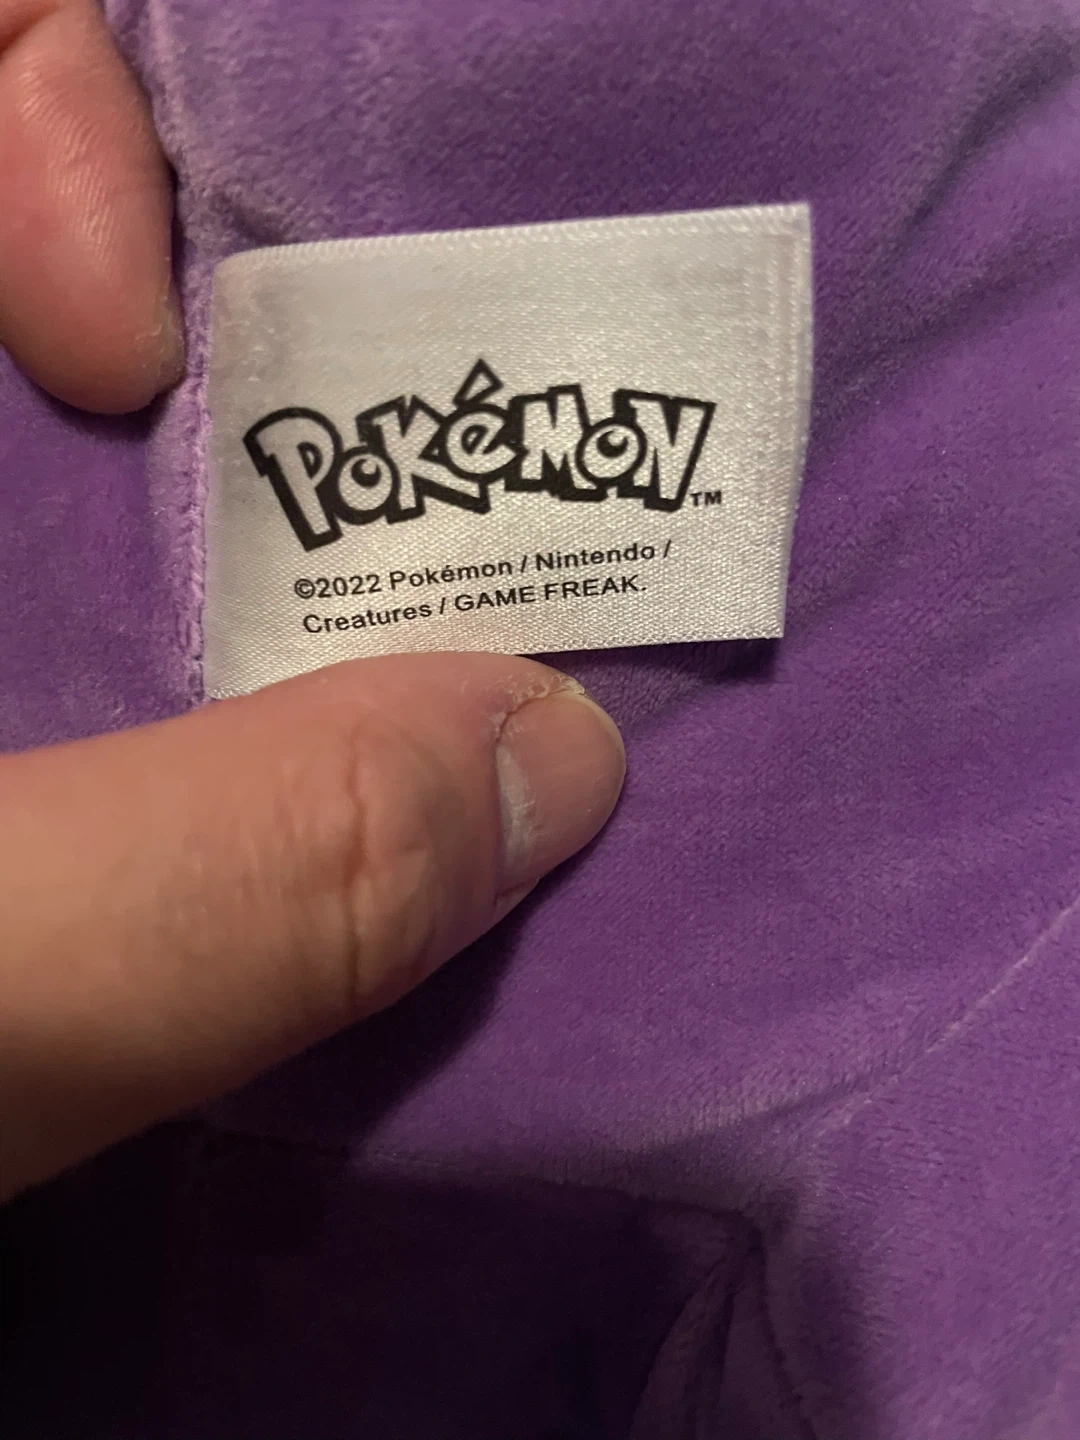 POKéMON™
©2022 Pokémon / Nintendo /
Creatures / GAME FREAK.